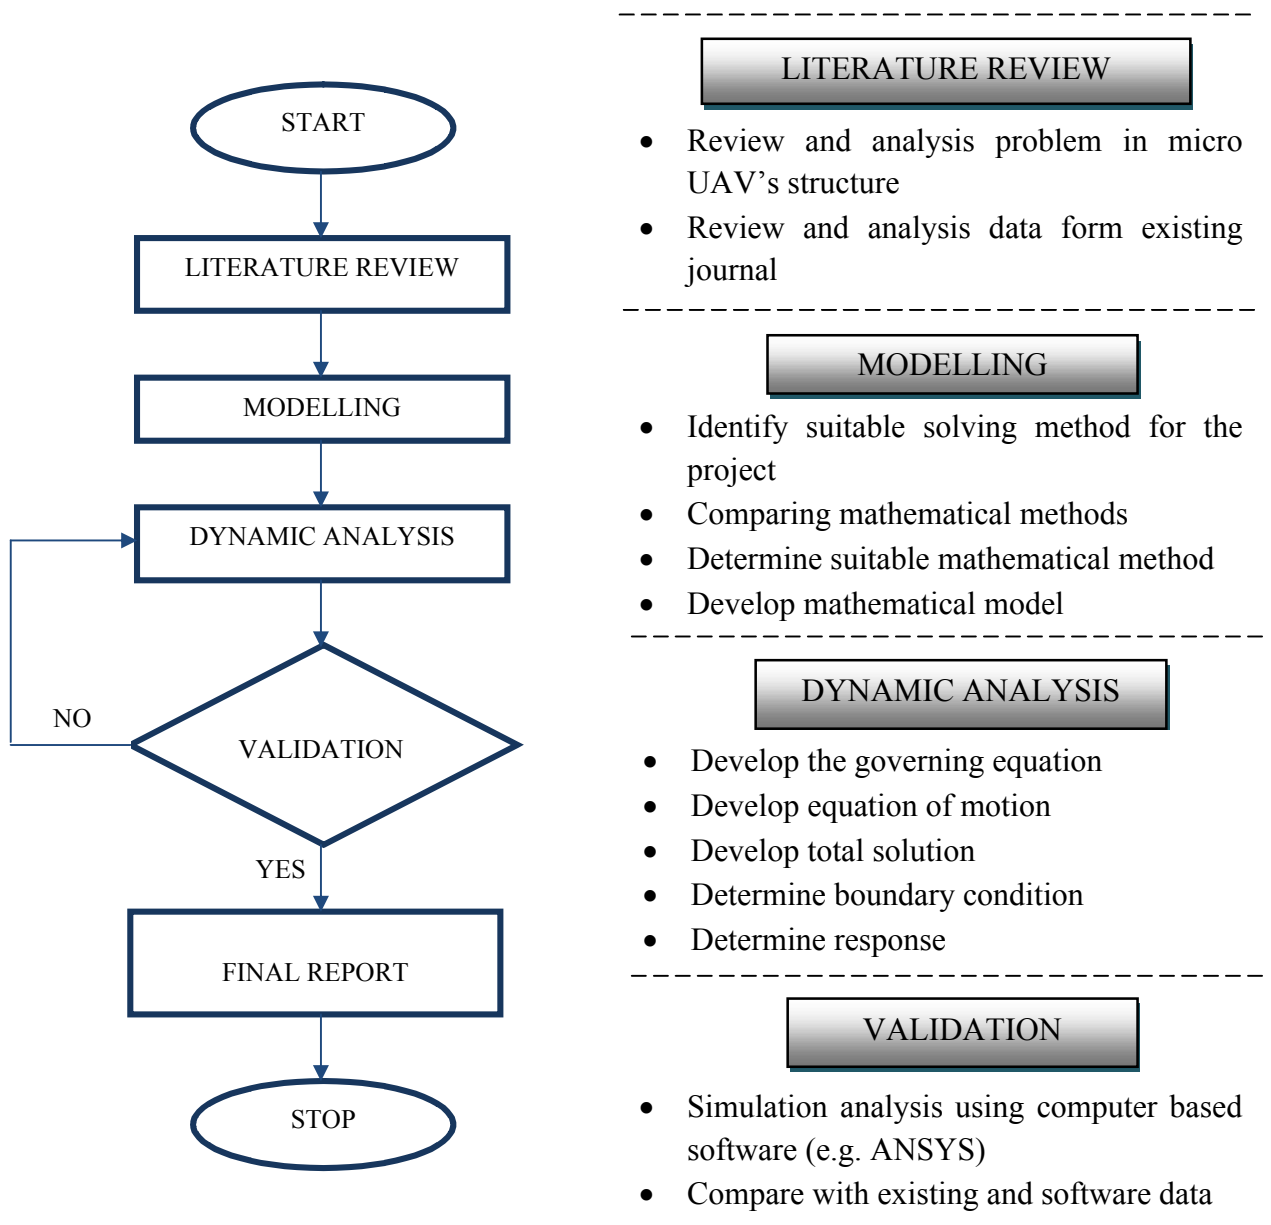 START
LITERATURE REVIEW
MODELLING
DYNAMIC ANALYSIS
NO
VALIDATION
YES
FINAL REPORT
STOP
LITERATURE REVIEW
• Review and analysis problem in micro
UAV’s structure
• Review and analysis data form existing
journal
MODELLING
• Identify suitable solving method for the
project
• Comparing mathematical methods
• Determine suitable mathematical method
• Develop mathematical model
DYNAMIC ANALYSIS
• Develop the governing equation
• Develop equation of motion
• Develop total solution
• Determine boundary condition
• Determine response
VALIDATION
• Simulation analysis using computer based
software (e.g. ANSYS)
• Compare with existing and software data